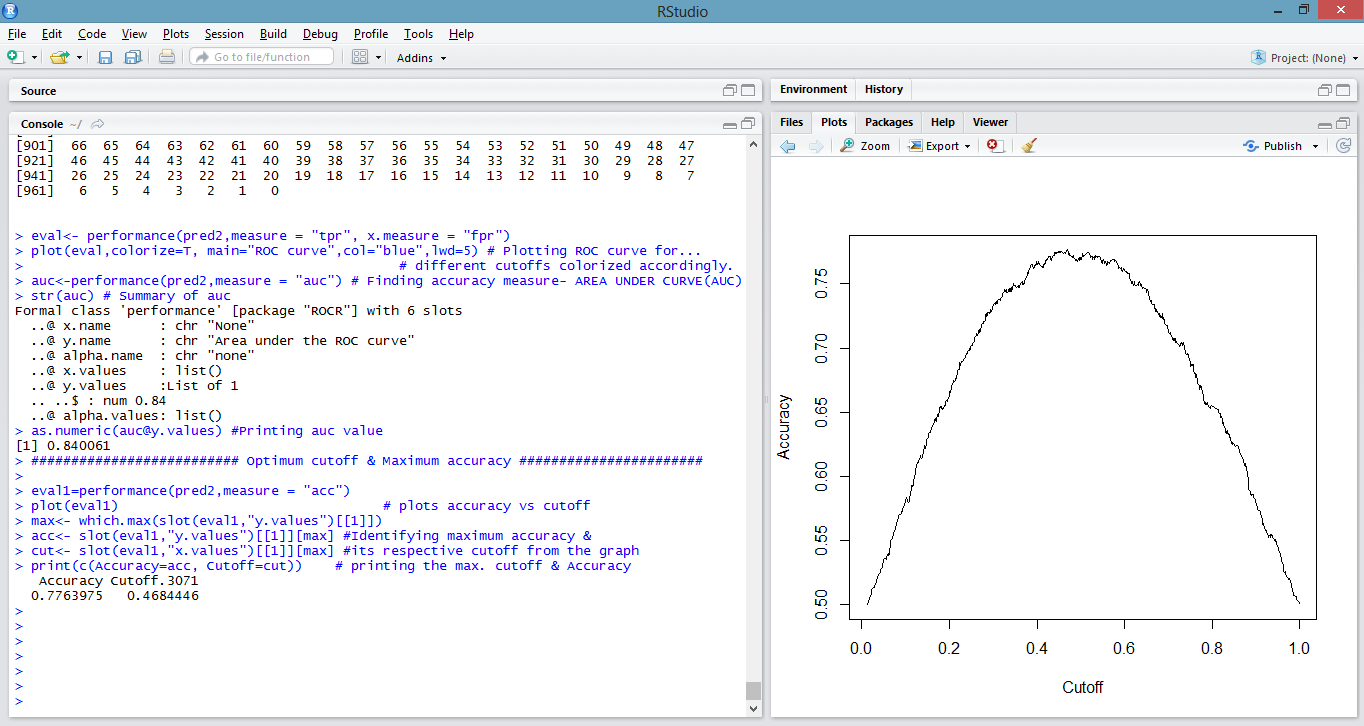 RStudio
File Edit Code View Plots Session Build Debug Profile Tools Help
Go to file/function Addins Project: (None)
Source
Console ~/
[901] 66 65 64 63 62 61 60 59 58 57 56 55 54 53 52 51 50 49 48 47
[921] 46 45 44 43 42 41 40 39 38 37 36 35 34 33 32 31 30 29 28 27
[941] 26 25 24 23 22 21 20 19 18 17 16 15 14 13 12 11 10 9 8 7
[961] 6 5 4 3 2 1 0
> eval<- performance(pred2,measure = "tpr", x.measure = "fpr")
> plot(eval,colorize=T, main="ROC curve",col="blue",lwd=5) # Plotting ROC curve for...
> # different cutoffs colorized accordingly.
> auc<-performance(pred2,measure = "auc") # Finding accuracy measure- AREA UNDER CURVE(AUC)
> str(auc) # Summary of auc
Formal class 'performance' [package "ROCR"] with 6 slots
..@ x.name : chr "None"
..@ y.name : chr "Area under the ROC curve"
..@ alpha.name : chr "none"
..@ x.values : list()
..@ y.values :List of 1
.. ..$ : num 0.84
..@ alpha.values: list()
> as.numeric(auc@y.values) #Printing auc value
[1] 0.840061
> ########################## Optimum cutoff & Maximum accuracy #######################
>
> eval1=performance(pred2,measure = "acc")
> plot(eval1) # plots accuracy vs cutoff
> max<- which.max(slot(eval1,"y.values")[[1]])
> acc<- slot(eval1,"y.values")[[1]][max] #Identifying maximum accuracy &
> cut<- slot(eval1,"x.values")[[1]][max] #its respective cutoff from the graph
> print(c(Accuracy=acc, Cutoff=cut)) # printing the max. cutoff & Accuracy
Accuracy Cutoff.3071
0.7763975 0.4684446
>
>
>
>
>
>
>
Environment History
Files Plots Packages Help Viewer
Zoom Export Publish
Accuracy
0.75
0.70
0.65
0.60
0.55
0.50
0.0 0.2 0.4 0.6 0.8 1.0
Cutoff